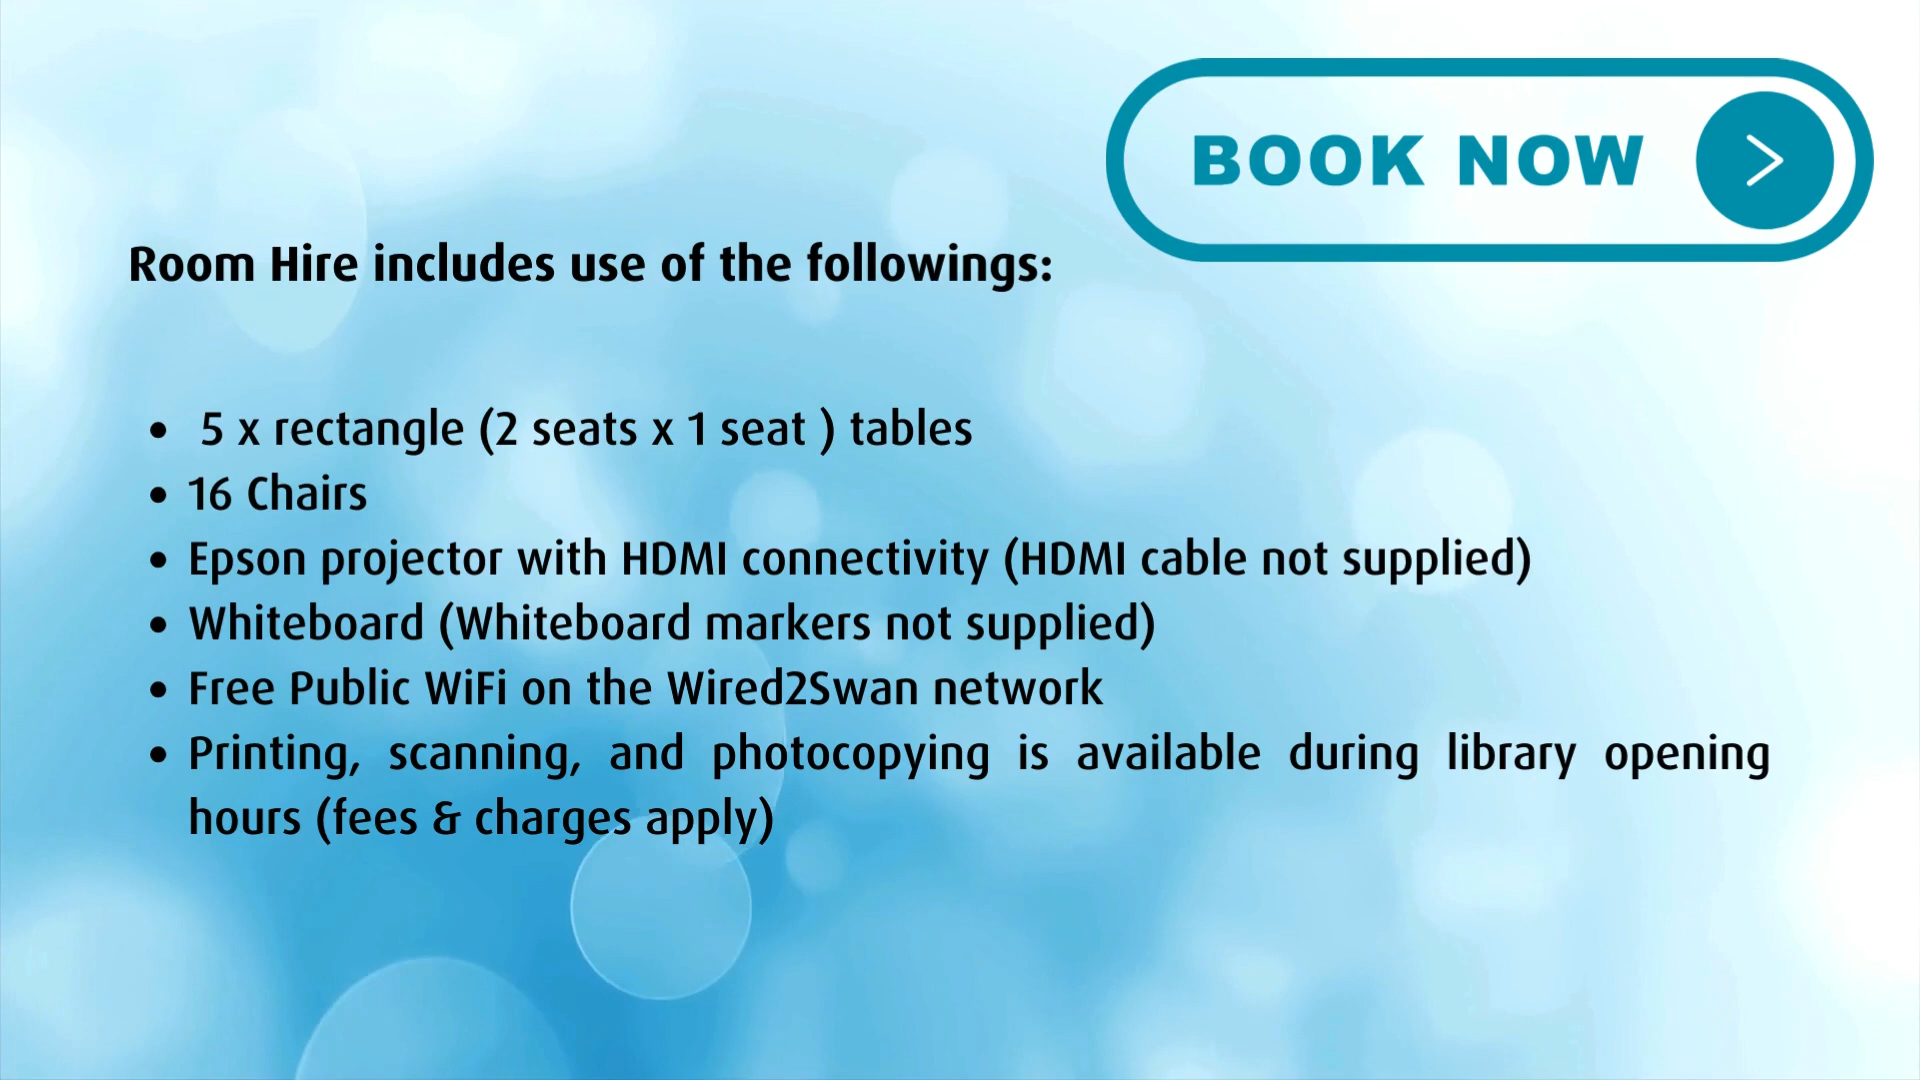 BOOK NOW
Room Hire includes use of the followings:
• 5 x rectangle (2 seats x 1 seat ) tables
• 16 Chairs
• Epson projector with HDMI connectivity (HDMI cable not supplied)
• Whiteboard (Whiteboard markers not supplied)
• Free Public WiFi on the Wired2Swan network
• Printing, scanning, and photocopying is available during library opening
hours (fees & charges apply)